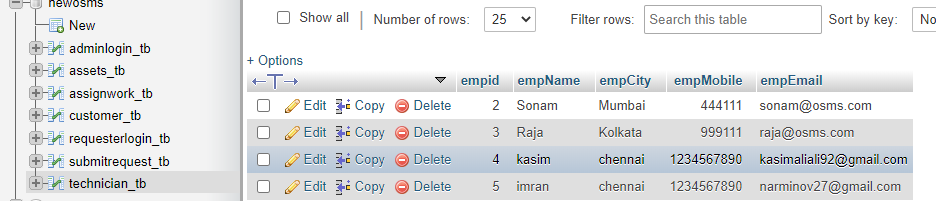 newosms
New
adminlogin_tb
assets_tb
assignwork_tb
customer_tb
requesterlogin_tb
submitrequest_tb
technician_tb
Show all | Number of rows: 25 Filter rows: Search this table Sort by key: No
+ Options
empid empName empCity empMobile empEmail
Edit Copy Delete 2 Sonam Mumbai 444111 sonam@osms.com
Edit Copy Delete 3 Raja Kolkata 999111 raja@osms.com
Edit Copy Delete 4 kasim chennai 1234567890 kasimaliali92@gmail.com
Edit Copy Delete 5 imran chennai 1234567890 narminov27@gmail.com